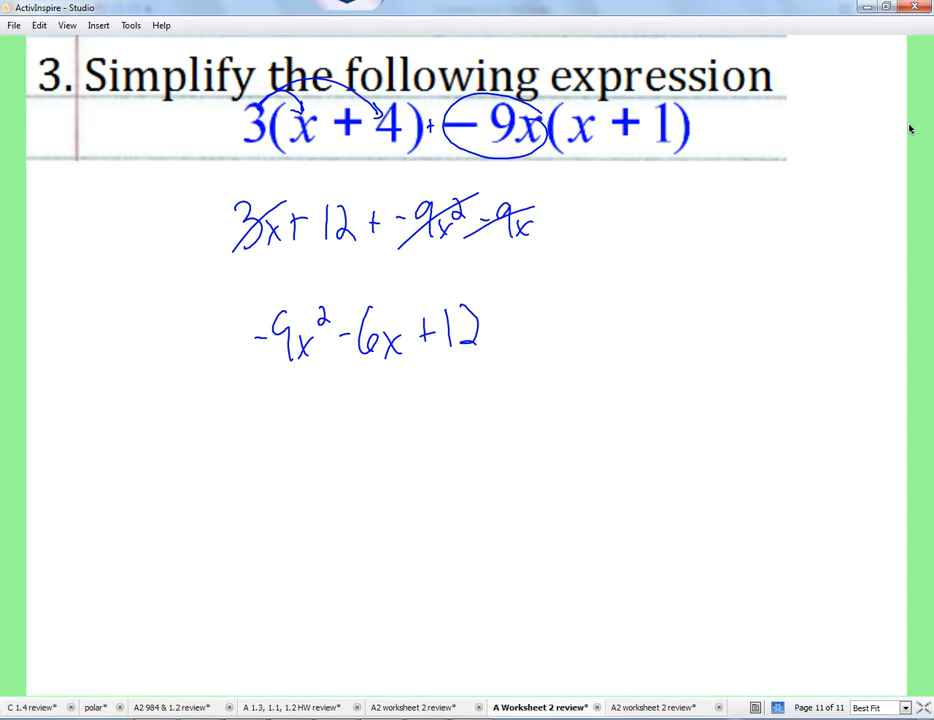 ActivInspire - Studio
File Edit View Insert Tools Help
3. Simplify the following expression
3(x + 4) + − 9x(x + 1)
3x + 12 + -9x² - 9x
-9x² - 6x + 12
C 1.4 review* polar* A2 984 & 1.2 review* A 1.3, 1.1, 1.2 HW review* A2 worksheet 2 review* A Worksheet 2 review* A2 worksheet 2 review* Page 11 of 11 Best Fit